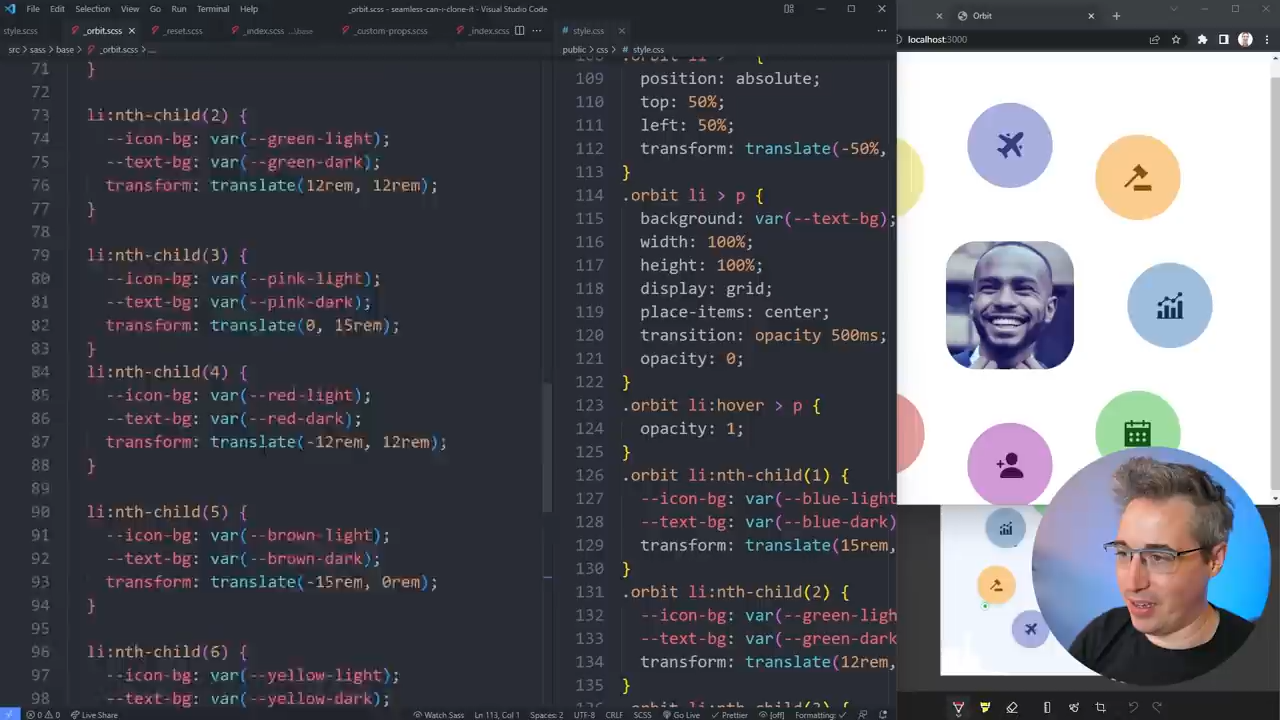 File Edit Selection View Go Run Terminal Help _orbit.scss - seamless-can-i-clone-it - Visual Studio Code
style.scss _orbit.scss _reset.scss _index.scss ...\base _custom-props.scss _index.scss
style.css
Orbit
src > sass > base > _orbit.scss > ...
public > css > style.css
localhost:3000
71 }
72
73 li:nth-child(2) {
74 --icon-bg: var(--green-light);
75 --text-bg: var(--green-dark);
76 transform: translate(12rem, 12rem);
77 }
78
79 li:nth-child(3) {
80 --icon-bg: var(--pink-light);
81 --text-bg: var(--pink-dark);
82 transform: translate(0, 15rem);
83 }
84 li:nth-child(4) {
85 --icon-bg: var(--red-light);
86 --text-bg: var(--red-dark);
87 transform: translate(-12rem, 12rem);
88 }
89
90 li:nth-child(5) {
91 --icon-bg: var(--brown-light);
92 --text-bg: var(--brown-dark);
93 transform: translate(-15rem, 0rem);
94 }
95
96 li:nth-child(6) {
97 --icon-bg: var(--yellow-light);
98 --text-bg: var(--yellow-dark);
109 position: absolute;
110 top: 50%;
111 left: 50%;
112 transform: translate(-50%,
113 }
114 .orbit li > p {
115 background: var(--text-bg);
116 width: 100%;
117 height: 100%;
118 display: grid;
119 place-items: center;
120 transition: opacity 500ms;
121 opacity: 0;
122 }
123 .orbit li:hover > p {
124 opacity: 1;
125 }
126 .orbit li:nth-child(1) {
127 --icon-bg: var(--blue-light
128 --text-bg: var(--blue-dark)
129 transform: translate(15rem,
130 }
131 .orbit li:nth-child(2) {
132 --icon-bg: var(--green-ligh
133 --text-bg: var(--green-dark
134 transform: translate(12rem,
135 }
0 0 Live Share Watch Sass Ln 113, Col 1 Spaces: 2 UTF-8 CRLF SCSS Go Live Prettier [off] Formatting: